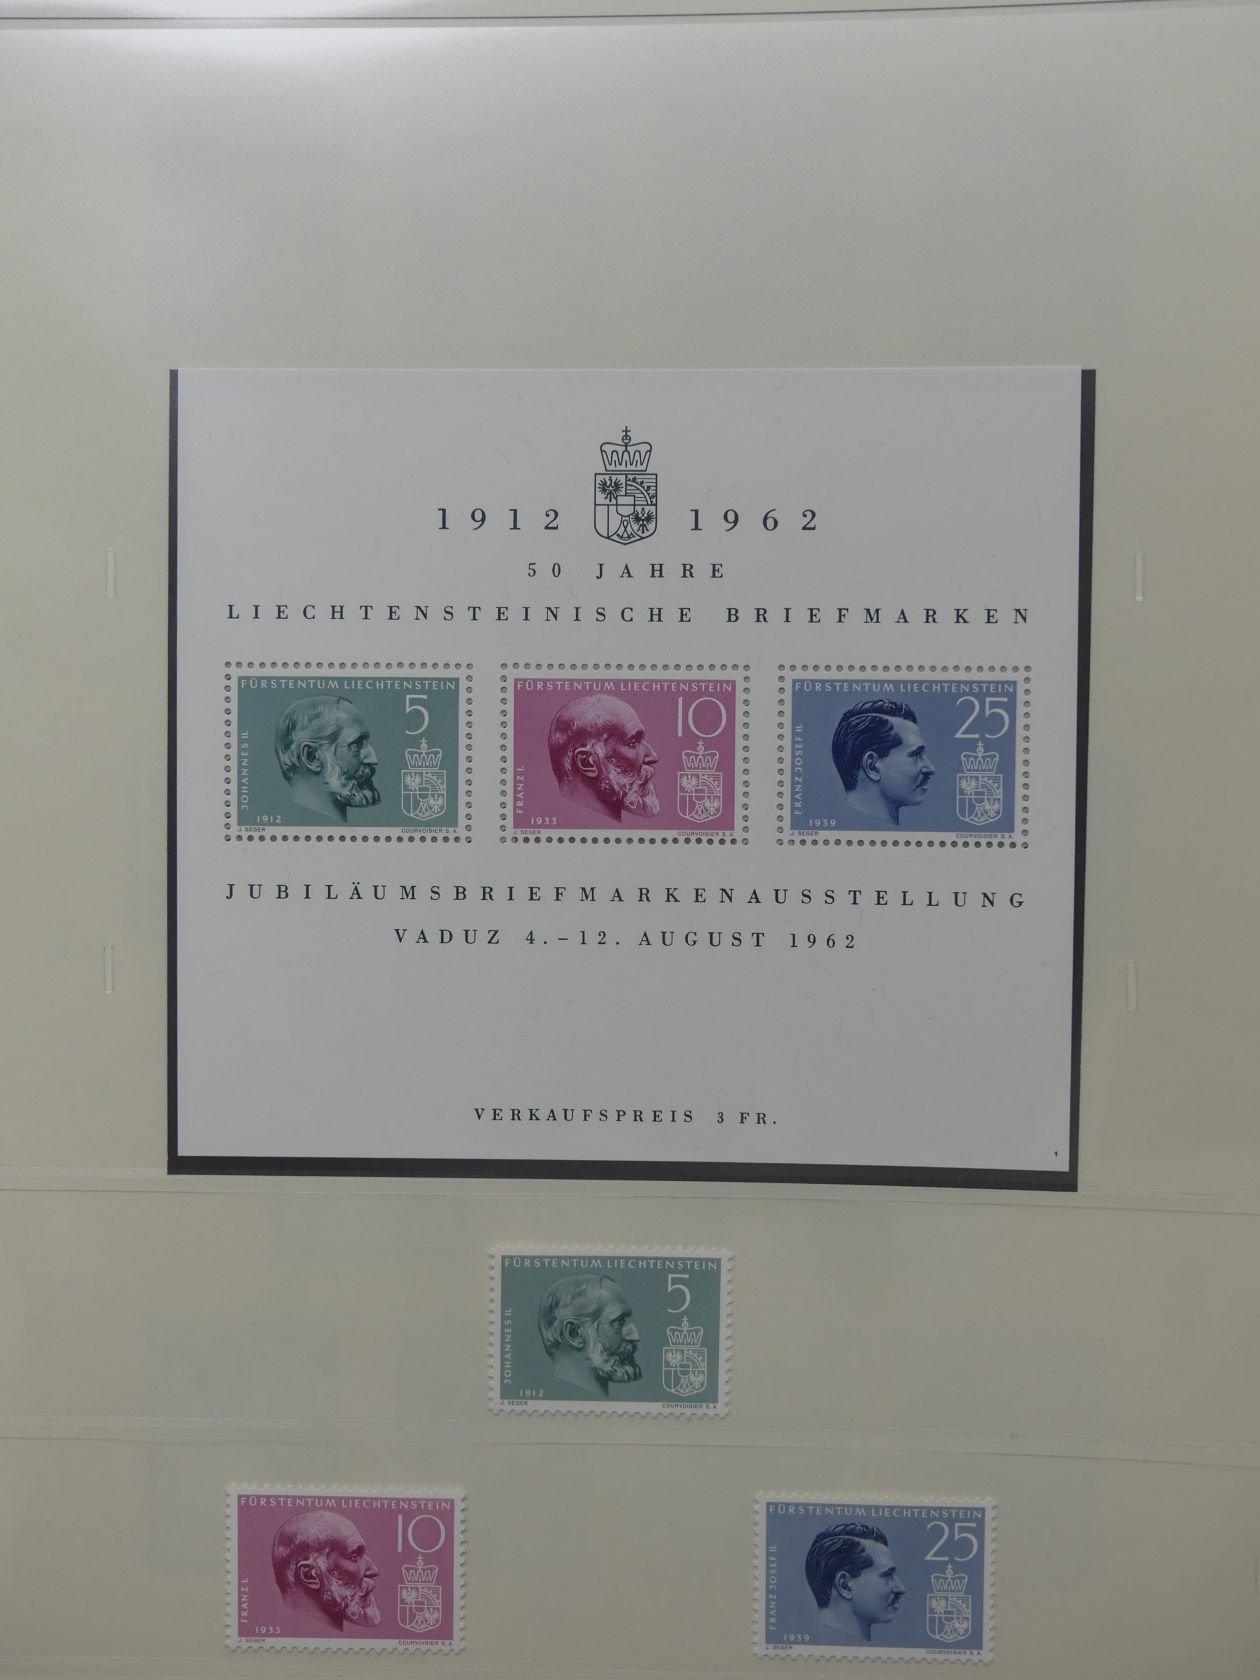 1912 1962
50 JAHRE
LIECHTENSTEINISCHE BRIEFMARKEN
FÜRSTENTUM LIECHTENSTEIN
5
JOHANNES II.
1912
J. SEGER
COURVOISIER S. A.
FÜRSTENTUM LIECHTENSTEIN
10
FRANZ I.
1933
J. SEGER
COURVOISIER S. A.
FÜRSTENTUM LIECHTENSTEIN
25
FRANZ JOSEF II.
1939
J. SEGER
COURVOISIER S. A.
JUBILÄUMSBRIEFMARKENAUSSTELLUNG
VADUZ 4.-12. AUGUST 1962
VERKAUFSPREIS 3 FR.
1
FÜRSTENTUM LIECHTENSTEIN
5
JOHANNES II.
1912
J. SEGER
COURVOISIER S. A.
FÜRSTENTUM LIECHTENSTEIN
10
FRANZ I.
1933
J. SEGER
COURVOISIER S. A.
FÜRSTENTUM LIECHTENSTEIN
25
FRANZ JOSEF II.
1939
J. SEGER
COURVOISIER S. A.